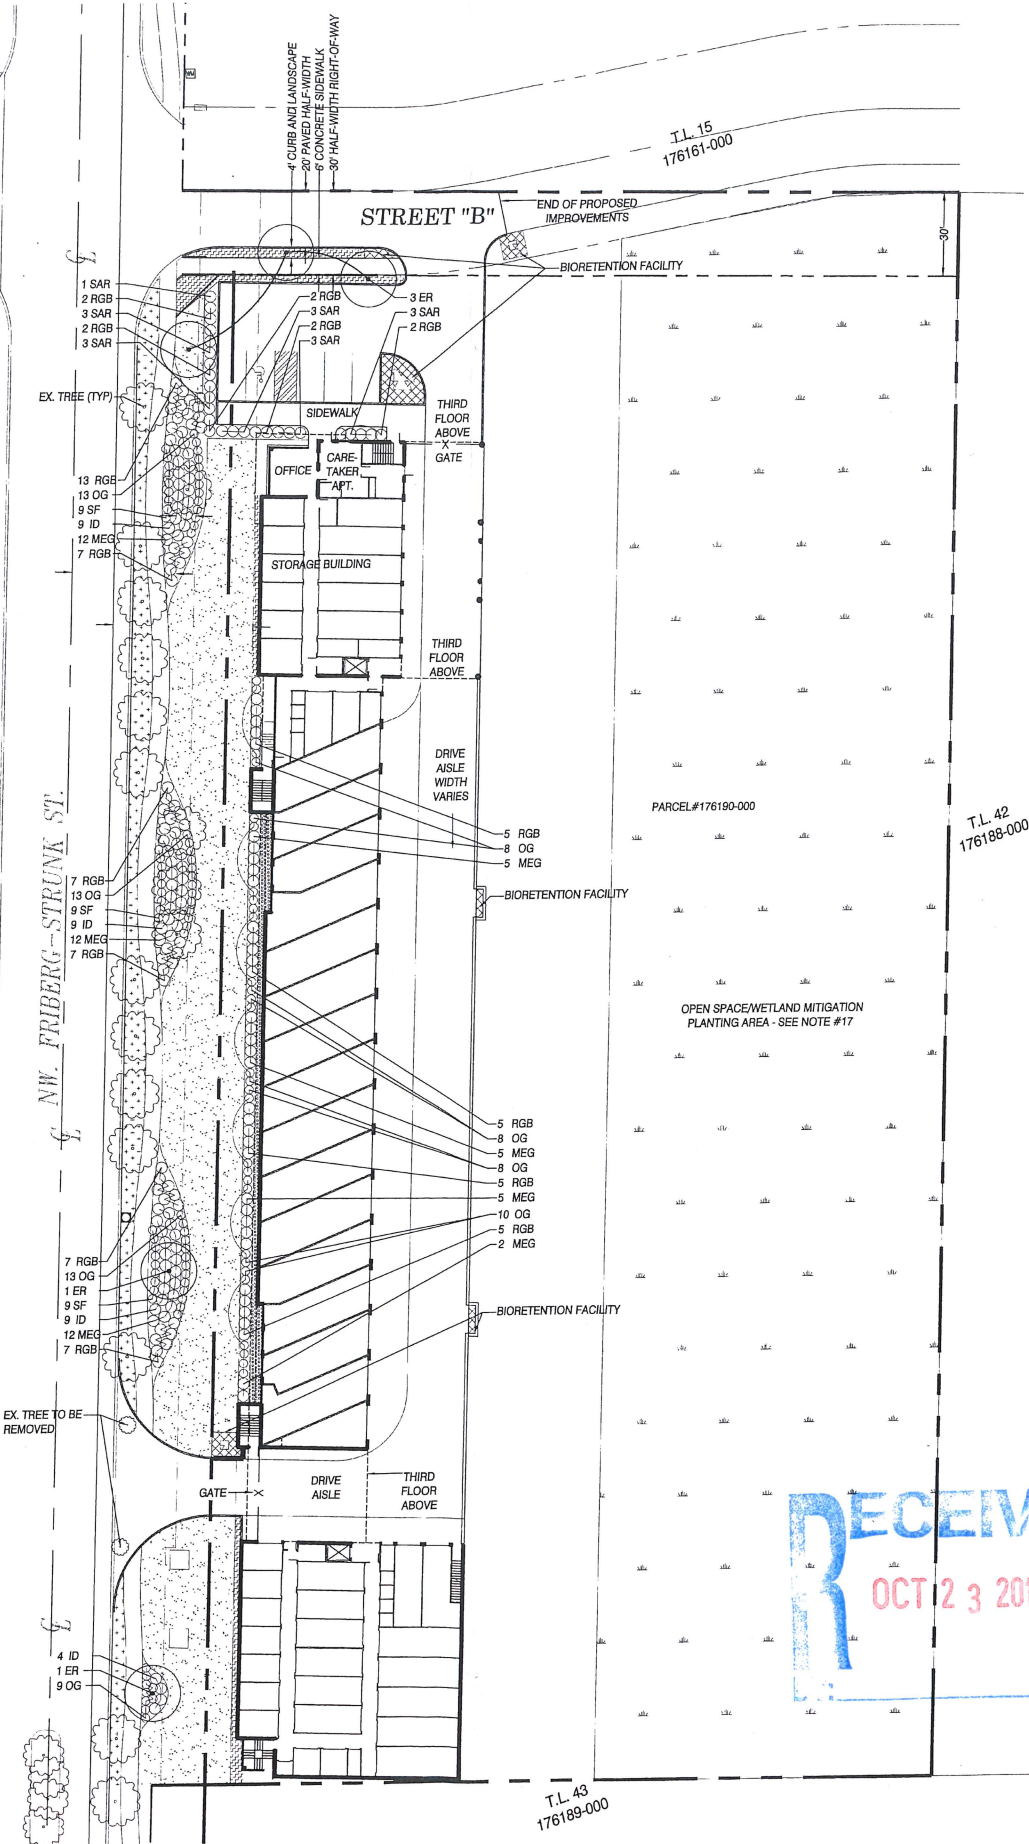 4' CURB AND LANDSCAPE
20' PAVED HALF-WIDTH
6' CONCRETE SIDEWALK
30' HALF-WIDTH RIGHT-OF-WAY
T.L. 15
176161-000
STREET "B"
END OF PROPOSED
IMPROVEMENTS
30'
BIORETENTION FACILITY
1 SAR
2 RGB
3 SAR
2 RGB
3 SAR
2 RGB
3 SAR
2 RGB
3 SAR
3 ER
3 SAR
2 RGB
EX. TREE (TYP)
SIDEWALK
THIRD
FLOOR
ABOVE
X
GATE
OFFICE
CARE-
TAKER
APT.
13 RGB
13 OG
9 SF
9 ID
12 MEG
7 RGB
STORAGE BUILDING
THIRD
FLOOR
ABOVE
DRIVE
AISLE
WIDTH
VARIES
PARCEL#176190-000
T.L. 42
176188-000
5 RGB
8 OG
5 MEG
BIORETENTION FACILITY
7 RGB
13 OG
9 SF
9 ID
12 MEG
7 RGB
NW. FRIBERG-STRUNK ST.
OPEN SPACE/WETLAND MITIGATION
PLANTING AREA - SEE NOTE #17
5 RGB
8 OG
5 MEG
8 OG
5 RGB
5 MEG
10 OG
5 RGB
2 MEG
7 RGB
13 OG
1 ER
9 SF
9 ID
12 MEG
7 RGB
BIORETENTION FACILITY
EX. TREE TO BE
REMOVED
GATE
X
DRIVE
AISLE
THIRD
FLOOR
ABOVE
RECEIV
OCT 23 201
4 ID
1 ER
9 OG
T.L. 43
176189-000